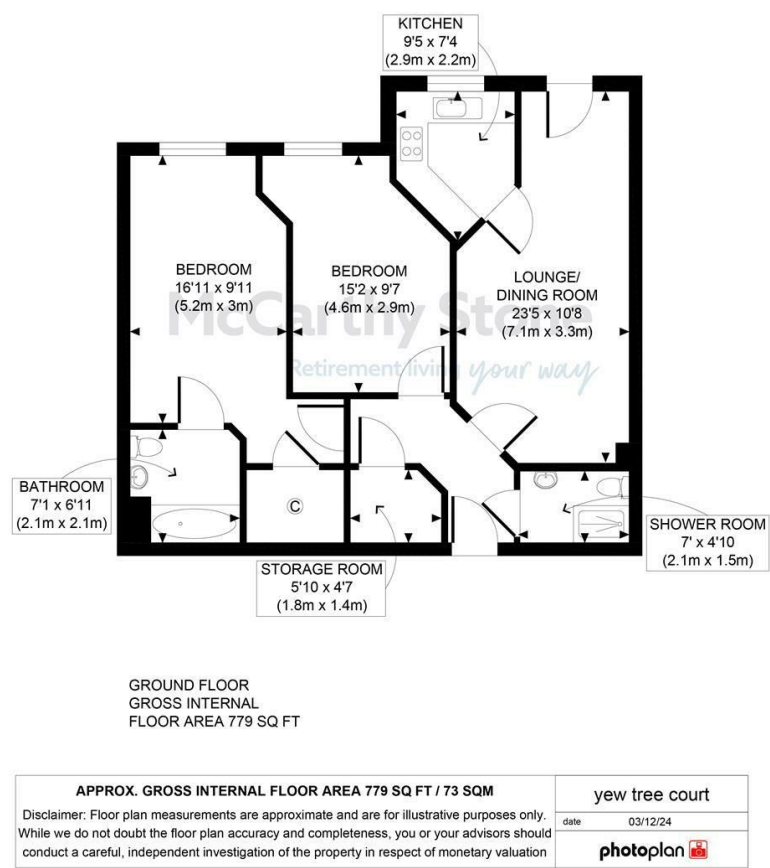 KITCHEN
9'5 x 7'4
(2.9m x 2.2m)
BEDROOM
16'11 x 9'11
(5.2m x 3m)
BEDROOM
15'2 x 9'7
(4.6m x 2.9m)
LOUNGE/
DINING ROOM
23'5 x 10'8
(7.1m x 3.3m)
McCarthy Stone
Retirement living your way
BATHROOM
7'1 x 6'11
(2.1m x 2.1m)
C
STORAGE ROOM
5'10 x 4'7
(1.8m x 1.4m)
SHOWER ROOM
7' x 4'10
(2.1m x 1.5m)
GROUND FLOOR
GROSS INTERNAL
FLOOR AREA 779 SQ FT
APPROX. GROSS INTERNAL FLOOR AREA 779 SQ FT / 73 SQM
Disclaimer: Floor plan measurements are approximate and are for illustrative purposes only.
While we do not doubt the floor plan accuracy and completeness, you or your advisors should
conduct a careful, independent investigation of the property in respect of monetary valuation
yew tree court
date 03/12/24
photoplan